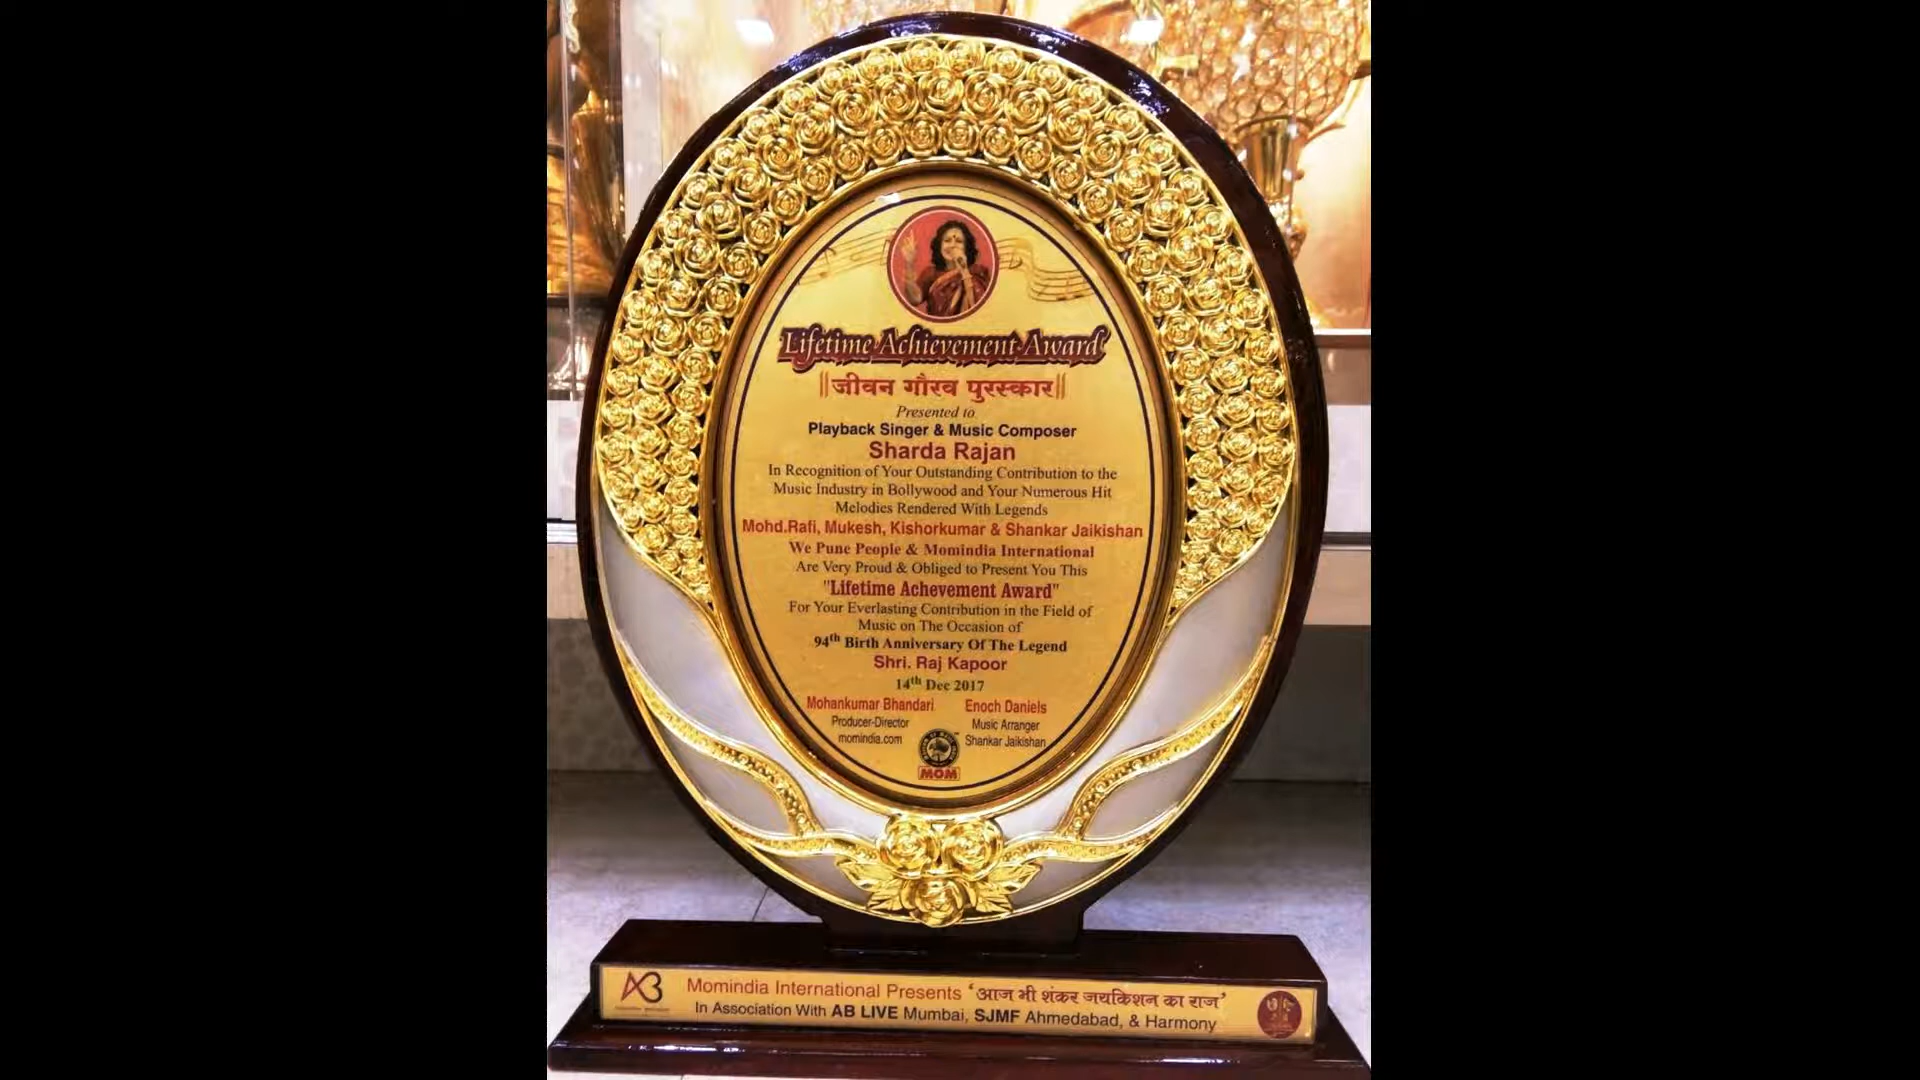 Lifetime Achievement Award
||जीवन गौरव पुरस्कार||
Presented to
Playback Singer & Music Composer
Sharda Rajan
In Recognition of Your Outstanding Contribution to the
Music Industry in Bollywood and Your Numerous Hit
Melodies Rendered With Legends
Mohd.Rafi, Mukesh, Kishorkumar & Shankar Jaikishan
We Pune People & Momindia International
Are Very Proud & Obliged to Present You This
"Lifetime Achevement Award"
For Your Everlasting Contribution in the Field of
Music on The Occasion of
94th Birth Anniversary Of The Legend
Shri. Raj Kapoor
14th Dec 2017
Mohankumar Bhandari
Producer-Director
momindia.com
Enoch Daniels
Music Arranger
Shankar Jaikishan
MOM
AB
Momindia International Presents ‘आज भी शंकर जयकिशन का राज’
In Association With AB LIVE Mumbai, SJMF Ahmedabad, & Harmony